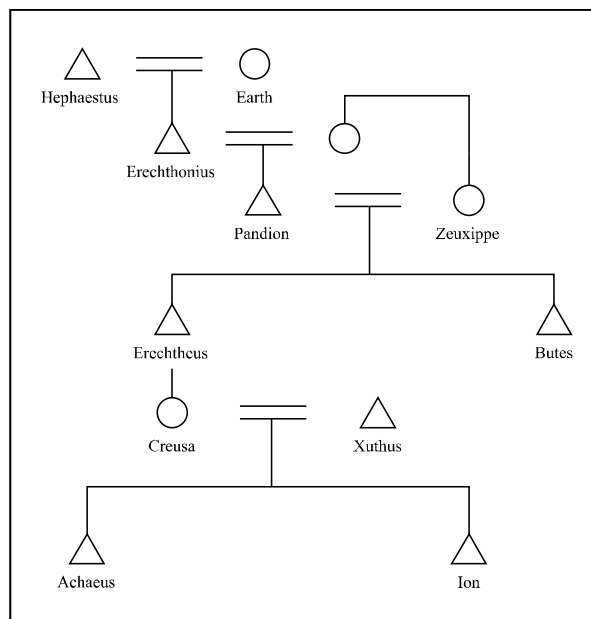 Hephaestus
Earth
Erechthonius
Pandion
Zeuxippe
Erechtheus
Butes
Creusa
Xuthus
Achaeus
Ion